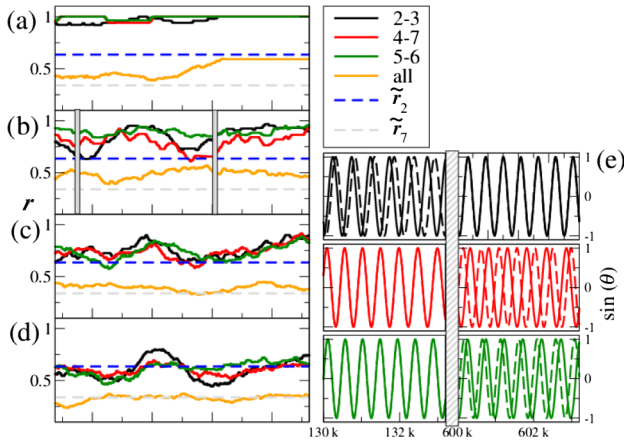 (a)
1
0.5
(b)
1
0.5
r
(c)
1
0.5
(d)
1
0.5
2-3
4-7
5-6
all
r̃₂
r̃₇
(e)
1
0
-1
1
0
-1
1
0
-1
sin (θ)
130 k 132 k 600 k 602 k